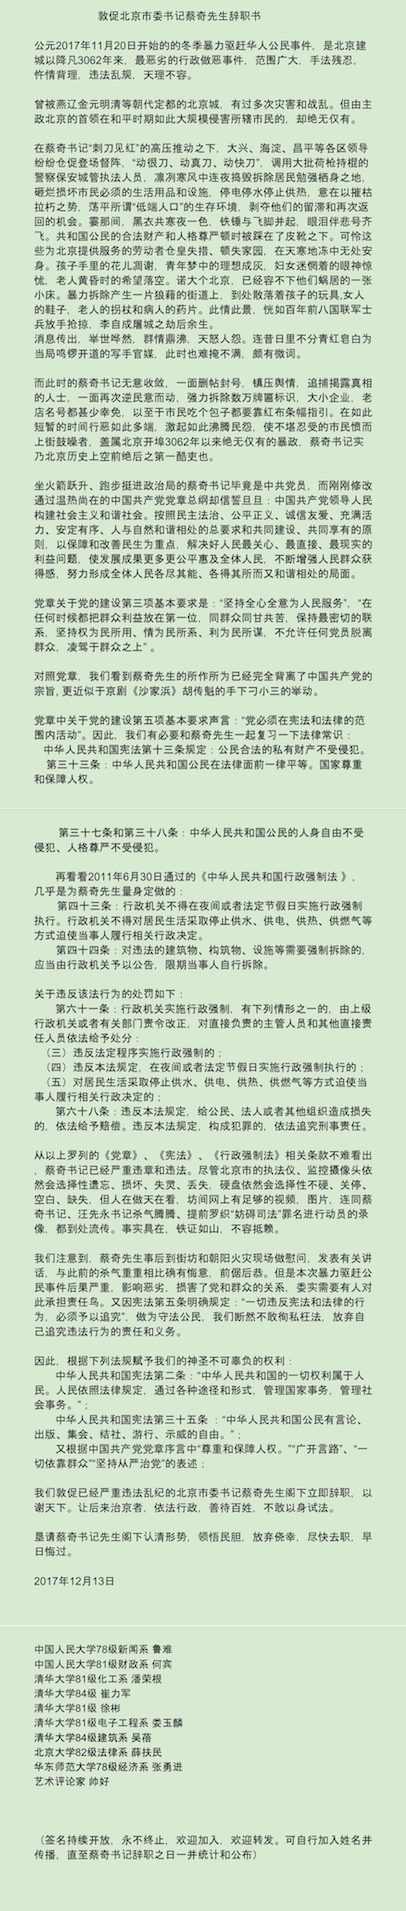 敦促北京市委书记蔡奇先生辞职书
公元2017年11月20日开始的的冬季暴力驱赶华人公民事件，是北京建
城以降凡3062年来，最恶劣的行政做恶事件，范围广大，手法残忍，
忤情背理，违法乱规，天理不容。
曾被燕辽金元明清等朝代定都的北京城，有过多次灾害和战乱。但由主
政北京的首领在和平时期如此大规模侵害所辖市民的，却绝无仅有。
在蔡奇书记“刺刀见红”的高压推动之下，大兴、海淀、昌平等各区领导
纷纷仓促登场督阵，“动很刀、动真刀、动快刀”，调用大批荷枪持棍的
警察保安城管执法人员，凛冽寒风中连夜捣毁拆除居民勉强栖身之地，
砸烂损坏市民必须的生活用品和设施，停电停水停止供热，意在以摧枯
拉朽之势，荡平所谓“低端人口”的生存环境，剥夺他们的留滞和再次返
回的机会。霎那间，黑衣共寒夜一色，铁锤与飞脚并起，眼泪伴悲号齐
飞。共和国公民的合法财产和人格尊严顿时被踩在了皮靴之下。可怜这
些为北京提供服务的劳动者仓皇失措、顿失家园，在天寒地冻中无处安
身。孩子手里的花儿凋谢，青年梦中的理想成灰，妇女迷惘着的眼神惊
忧，老人黄昏时的希望落空。诺大个北京，已经容不下他们蜗居的一张
小床。暴力拆除产生一片狼藉的街道上，到处散落着孩子的玩具,女人
的鞋子，老人的拐杖和病人的药片。此情此景，恍如百年前八国联军士
兵放手抢掠，李自成屠城之劫后余生。
消息传出，举世哗然，群情鼎沸，天怒人怨。连昔日里不分青红皂白为
当局鸣锣开道的写手官媒，此时也难掩不满，颇有微词。
而此时的蔡奇书记无意收敛，一面删帖封号，镇压舆情，追捕揭露真相
的人士，一面再次逆民意而动，强力拆除数万牌匾标识，大小企业，老
店名号都甚少幸免，以至于市民吃个包子都要靠红布条幅指引。在如此
短暂的时间行恶如此多端，激起如此沸腾民怨，使不堪忍受的市民愤而
上街鼓噪者，盖属北京开埠3062年以来绝无仅有的暴政，蔡奇书记实
乃北京历史上空前绝后之第一酷吏也。
坐火箭跃升、跑步挺进政治局的蔡奇书记毕竟是中共党员，而刚刚修改
通过温热尚在的中国共产党党章总纲却信誓旦旦：中国共产党领导人民
构建社会主义和谐社会。按照民主法治、公平正义、诚信友爱、充满活
力、安定有序、人与自然和谐相处的总要求和共同建设、共同享有的原
则，以保障和改善民生为重点，解决好人民最关心、最直接、最现实的
利益问题，使发展成果更多更公平惠及全体人民，不断增强人民群众获
得感，努力形成全体人民各尽其能、各得其所而又和谐相处的局面。
党章关于党的建设第三项基本要求是：“坚持全心全意为人民服务”，“在
任何时候都把群众利益放在第一位，同群众同甘共苦，保持最密切的联
系，坚持权为民所用、情为民所系、利为民所谋，不允许任何党员脱离
群众，凌驾于群众之上” 。
对照党章，我们看到蔡奇先生的所作所为已经完全背离了中国共产党的
宗旨, 更近似于京剧《沙家浜》胡传魁的手下刁小三的举动。
党章中关于党的建设第五项基本要求声言：“党必须在宪法和法律的范
围内活动”。因此，我们有必要和蔡奇先生一起复习一下法律常识：
中华人民共和国宪法第十三条规定：公民合法的私有财产不受侵犯。
第三十三条：中华人民共和国公民在法律面前一律平等。国家尊重
和保障人权。
第三十七条和第三十八条：中华人民共和国公民的人身自由不受
侵犯、人格尊严不受侵犯。
再看看2011年6月30日通过的《中华人民共和国行政强制法 》，
几乎是为蔡奇先生量身定做的：
第四十三条：行政机关不得在夜间或者法定节假日实施行政强制
执行。行政机关不得对居民生活采取停止供水、供电、供热、供燃气等
方式迫使当事人履行相关行政决定。
第四十四条：对违法的建筑物、构筑物、设施等需要强制拆除的，
应当由行政机关予以公告，限期当事人自行拆除。
关于违反该法行为的处罚如下：
第六十一条：行政机关实施行政强制，有下列情形之一的，由上级
行政机关或者有关部门责令改正，对直接负责的主管人员和其他直接责
任人员依法给予处分：
（三）违反法定程序实施行政强制的；
（四）违反本法规定，在夜间或者法定节假日实施行政强制执行的；
（五）对居民生活采取停止供水、供电、供热、供燃气等方式迫使当
事人履行相关行政决定的；
第六十八条：违反本法规定，给公民、法人或者其他组织造成损失
的，依法给予赔偿。违反本法规定，构成犯罪的，依法追究刑事责任。
从以上罗列的《党章》、《宪法》、《行政强制法》相关条款不难看出
，蔡奇书记已经严重违章和违法。尽管北京市的执法仪、监控摄像头依
然会选择性遗忘、损坏、失灵、丢失，硬盘依然会选择性不硬、关停、
空白、缺失，但人在做天在看，坊间网上有足够的视频，图片，连同蔡
奇书记、汪先永书记杀气腾腾、提前罗织“妨碍司法”罪名进行动员的录
像，都到处流传。事实具在，铁证如山，不容抵赖。
我们注意到，蔡奇先生事后到街坊和朝阳火灾现场做慰问，发表有关讲
话，与此前的杀气重重相比确有悔意，前倨后恭。但是本次暴力驱赶公
民事件后果严重，影响恶劣，损害了党和群众的关系，委实需要有人对
此承担责任鸟。又因宪法第五条明确规定：“一切违反宪法和法律的行
为，必须予以追究”，做为守法公民，我们断然不敢徇私枉法，放弃自
己追究违法行为的责任和义务。
因此，根据下列法规赋予我们的神圣不可辜负的权利：
中华人民共和国宪法第二条：“中华人民共和国的一切权利属于人
民。人民依照法律规定，通过各种途径和形式，管理国家事务，管理社
会事务。”；
中华人民共和国宪法第三十五条 ：“中华人民共和国公民有言论、
出版、集会、结社、游行、示威的自由。”；
又根据中国共产党党章序言中“尊重和保障人权。”“广开言路”、“一
切依靠群众”“坚持从严治党”的表述；
我们敦促已经严重违法乱纪的北京市委书记蔡奇先生阁下立即辞职，以
谢天下。让后来治京者，依法行政，善待百姓，不敢以身试法。
恳请蔡奇书记先生阁下认清形势，领悟民胆，放弃侥幸，尽快去职，早
日悔过。
2017年12月13日
中国人民大学78级新闻系 鲁难
中国人民大学81级财政系 何宾
清华大学81级化工系 潘荣根
清华大学84级 崔力军
清华大学81级 徐彬
清华大学81级电子工程系 娄玉麟
清华大学84级建筑系 吴蓓
北京大学82级法律系 薛扶民
华东师范大学78级经济系 张勇进
艺术评论家 帅好
（签名持续开放，永不终止，欢迎加入，欢迎转发。可自行加入姓名并
传播，直至蔡奇书记辞职之日一并统计和公布）